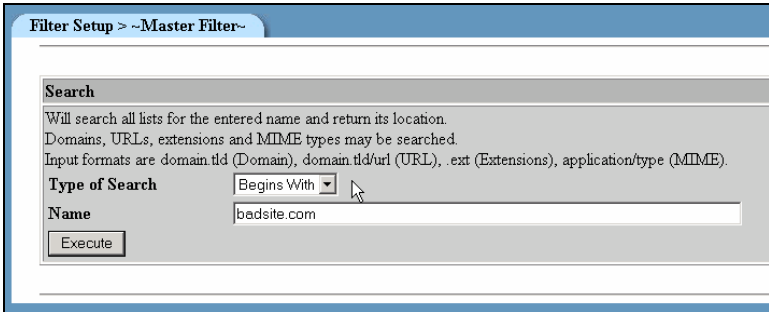 Filter Setup > ~Master Filter~
Search
Will search all lists for the entered name and return its location.
Domains, URLs, extensions and MIME types may be searched.
Input formats are domain.tld (Domain), domain.tld/url (URL), .ext (Extensions), application/type (MIME).
Type of Search Begins With
Name badsite.com
Execute